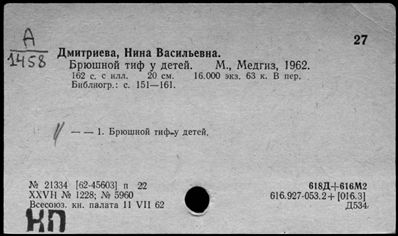 А
1458
27
Дмитриева, Нина Васильевна.
Брюшной тиф у детей. М., Медгиз, 1962.
162 с. с илл. 20 см. 16.000 экз. 63 к. В пер.
Библиогр.: с. 151—161.
— — 1. Брюшной тиф у детей.
№ 21334 [62-45603] п 22
XXVII № 1228; № 5960
Всесоюз. кн. палата II VII 62
618Д+616М2
616.927-053.2+[016.3]
Д534
КП